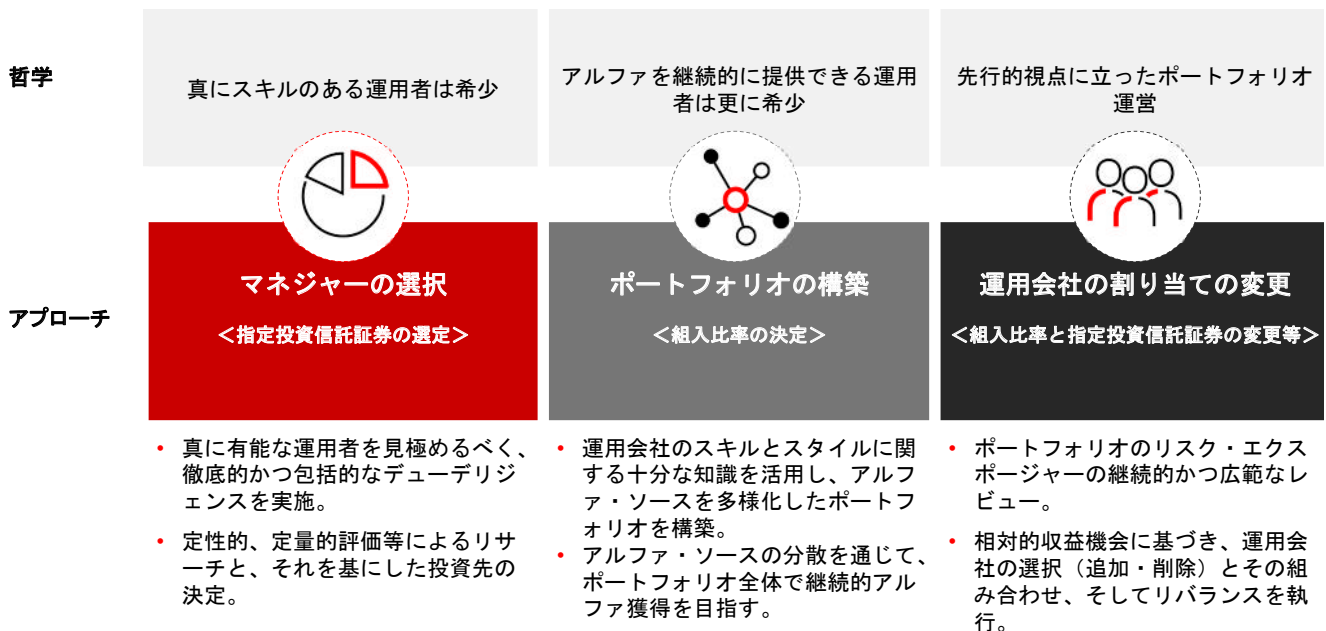 哲学
真にスキルのある運用者は希少
アルファを継続的に提供できる運用
者は更に希少
先行的視点に立ったポートフォリオ
運営
アプローチ
マネジャーの選択
＜指定投資信託証券の選定＞
ポートフォリオの構築
＜組入比率の決定＞
運用会社の割り当ての変更
＜組入比率と指定投資信託証券の変更等＞
• 真に有能な運用者を見極めるべく、
徹底的かつ包括的なデューデリジ
ェンスを実施。
• 定性的、定量的評価等によるリサ
ーチと、それを基にした投資先の
決定。
• 運用会社のスキルとスタイルに関
する十分な知識を活用し、アルフ
ァ・ソースを多様化したポートフ
ォリオを構築。
• アルファ・ソースの分散を通じて、
ポートフォリオ全体で継続的アル
ファ獲得を目指す。
• ポートフォリオのリスク・エクス
ポージャーの継続的かつ広範なレ
ビュー。
• 相対的収益機会に基づき、運用会
社の選択（追加・削除）とその組
み合わせ、そしてリバランスを執
行。